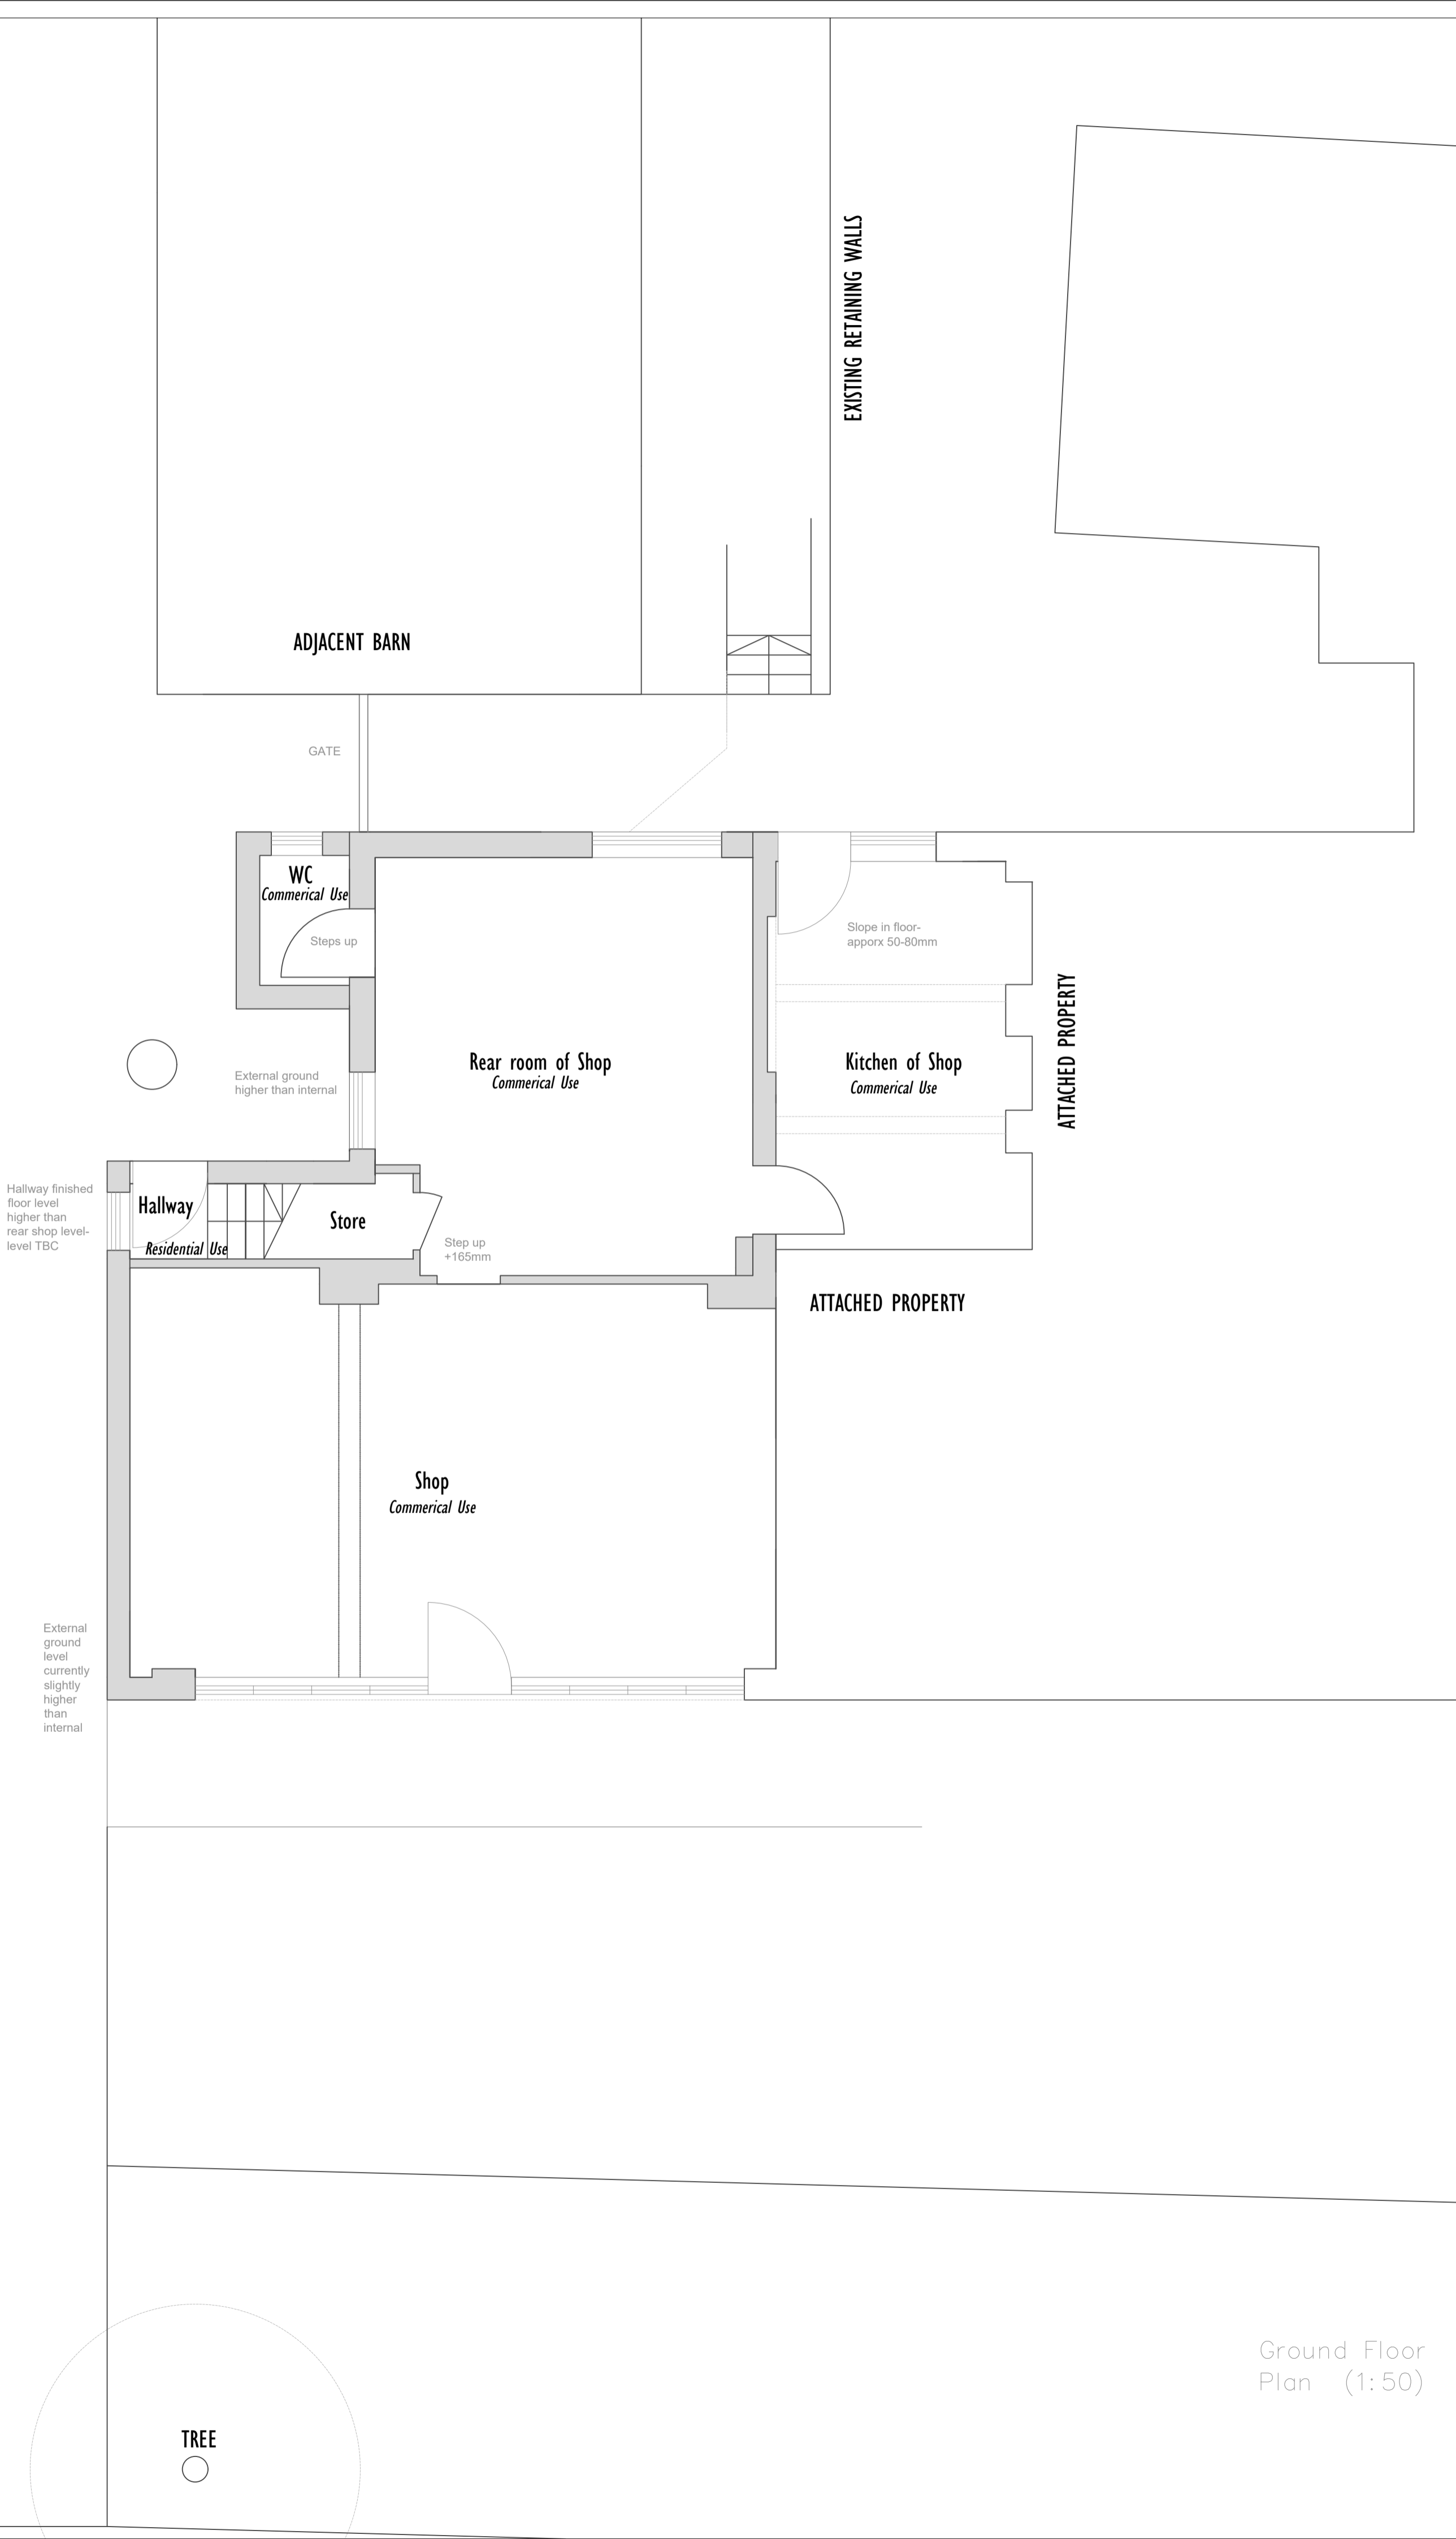 EXISTING RETAINING WALLS
ADJACENT BARN
GATE
WC
Commerical Use
Steps up
Slope in floor-
apporx 50-80mm
ATTACHED PROPERTY
Rear room of Shop
Commerical Use
Kitchen of Shop
Commerical Use
External ground
higher than internal
Hallway finished
floor level
higher than
rear shop level-
level TBC
Hallway
Residential Use
Store
Step up
+165mm
ATTACHED PROPERTY
Shop
Commerical Use
External
ground
level
currently
slightly
higher
than
internal
Ground Floor
Plan (1:50)
TREE